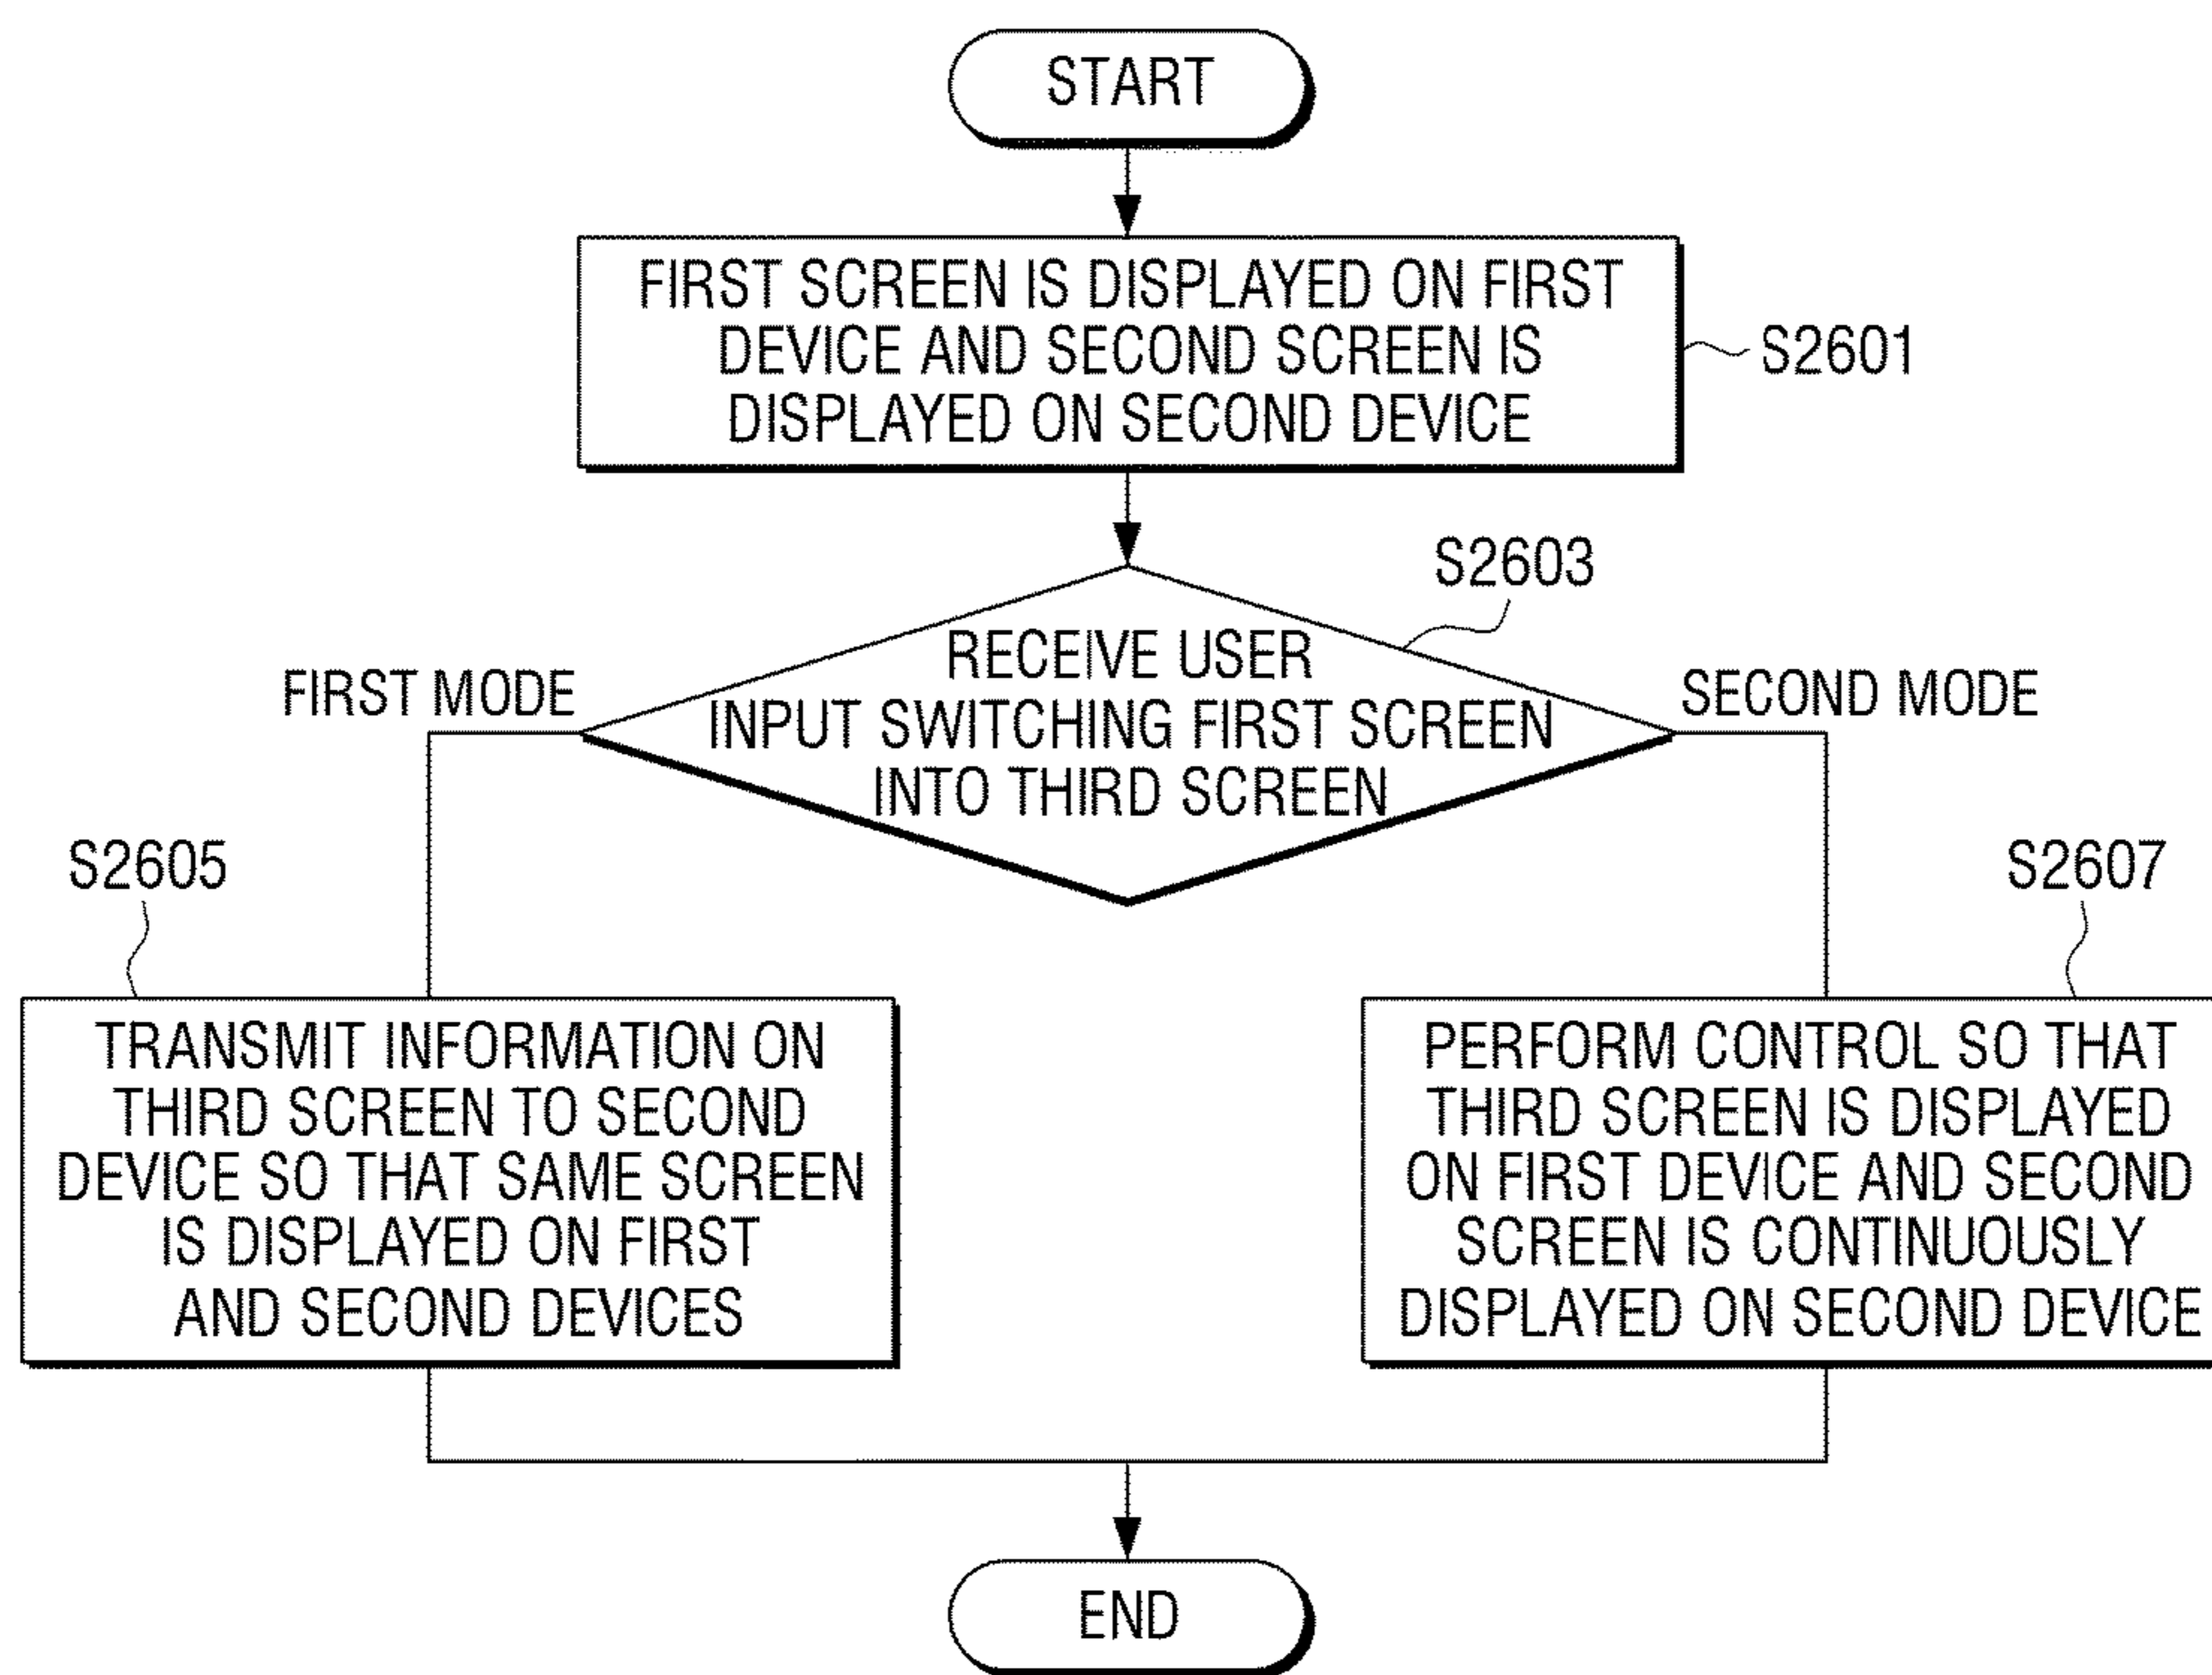 START
FIRST SCREEN IS DISPLAYED ON FIRST
DEVICE AND SECOND SCREEN IS
DISPLAYED ON SECOND DEVICE
S2601
S2603
RECEIVE USER
INPUT SWITCHING FIRST SCREEN
INTO THIRD SCREEN
FIRST MODE
SECOND MODE
S2605
TRANSMIT INFORMATION ON
THIRD SCREEN TO SECOND
DEVICE SO THAT SAME SCREEN
IS DISPLAYED ON FIRST
AND SECOND DEVICES
S2607
PERFORM CONTROL SO THAT
THIRD SCREEN IS DISPLAYED
ON FIRST DEVICE AND SECOND
SCREEN IS CONTINUOUSLY
DISPLAYED ON SECOND DEVICE
END